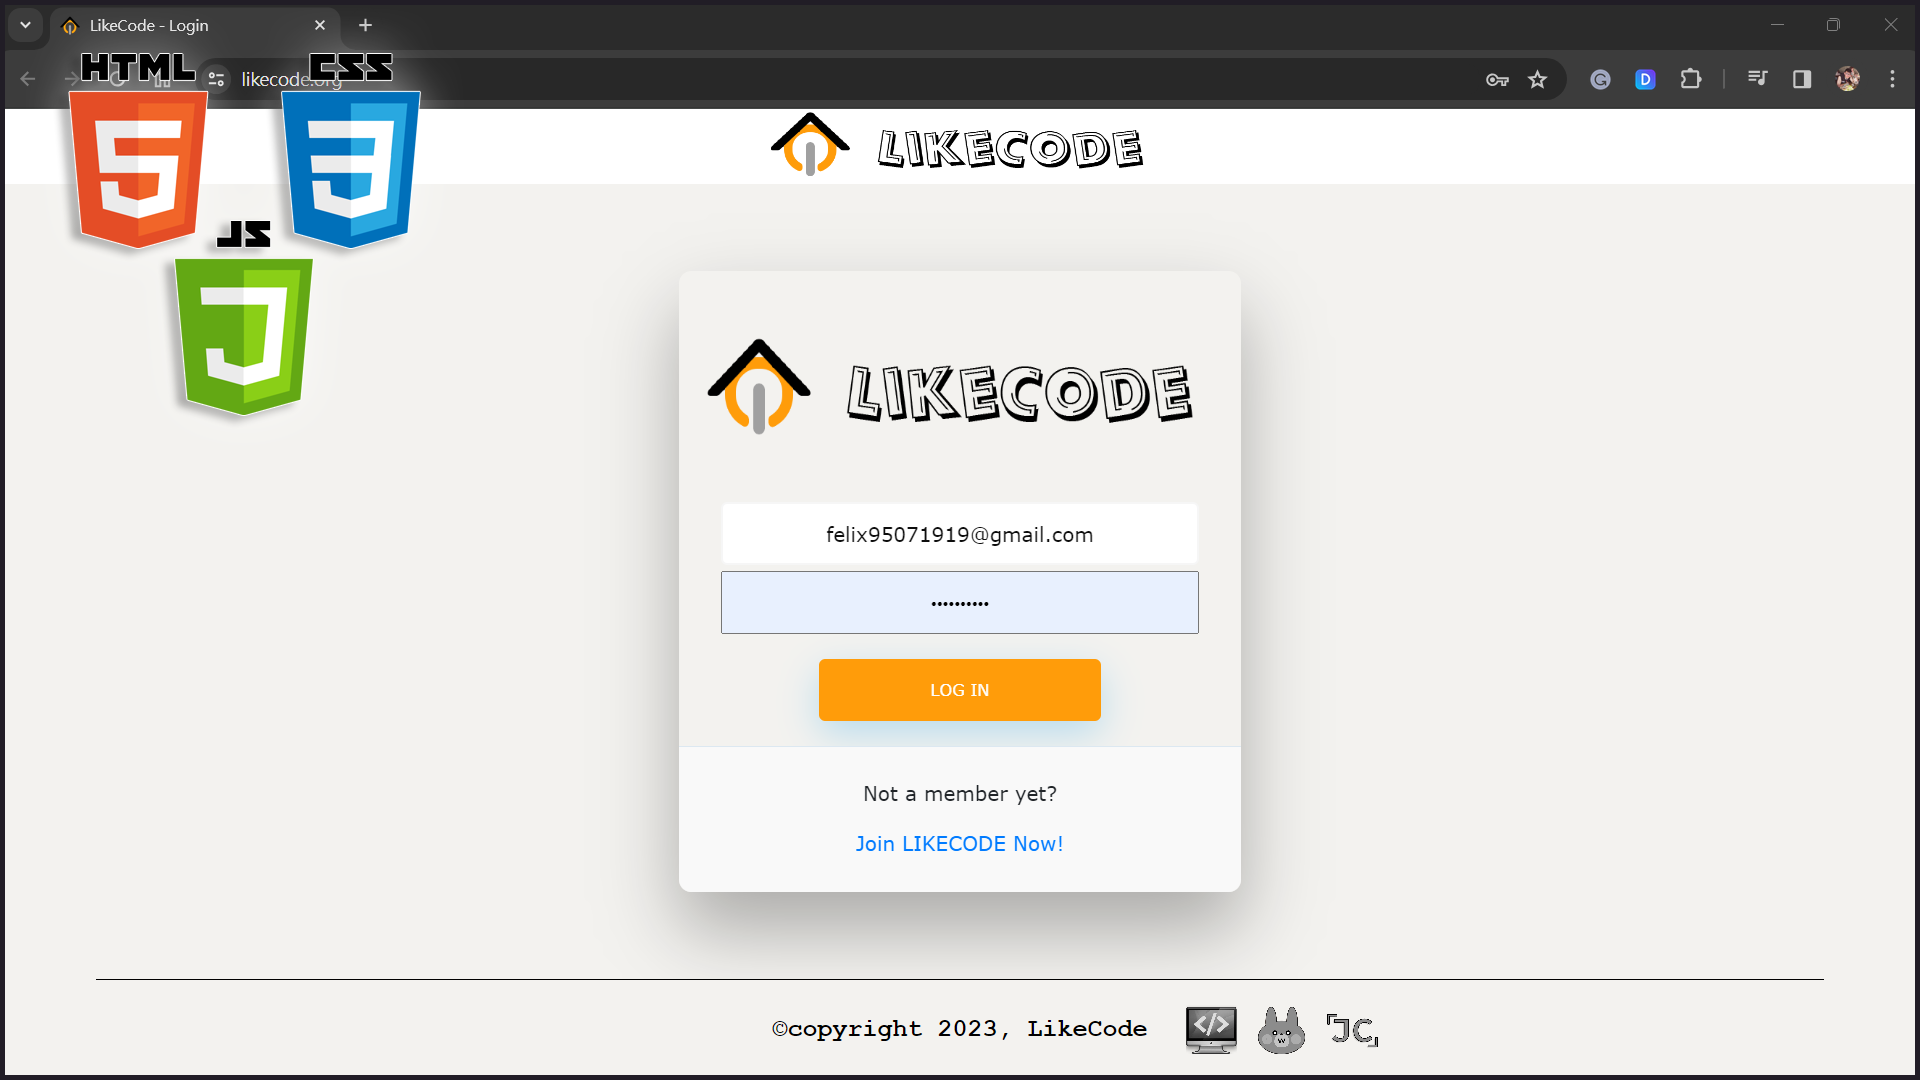 LikeCode - Login
HTML
CSS
likecode.org
JS
LIKECODE
LIKECODE
felix95071919@gmail.com
••••••••••
LOG IN
Not a member yet?
Join LIKECODE Now!
©copyright 2023, LikeCode